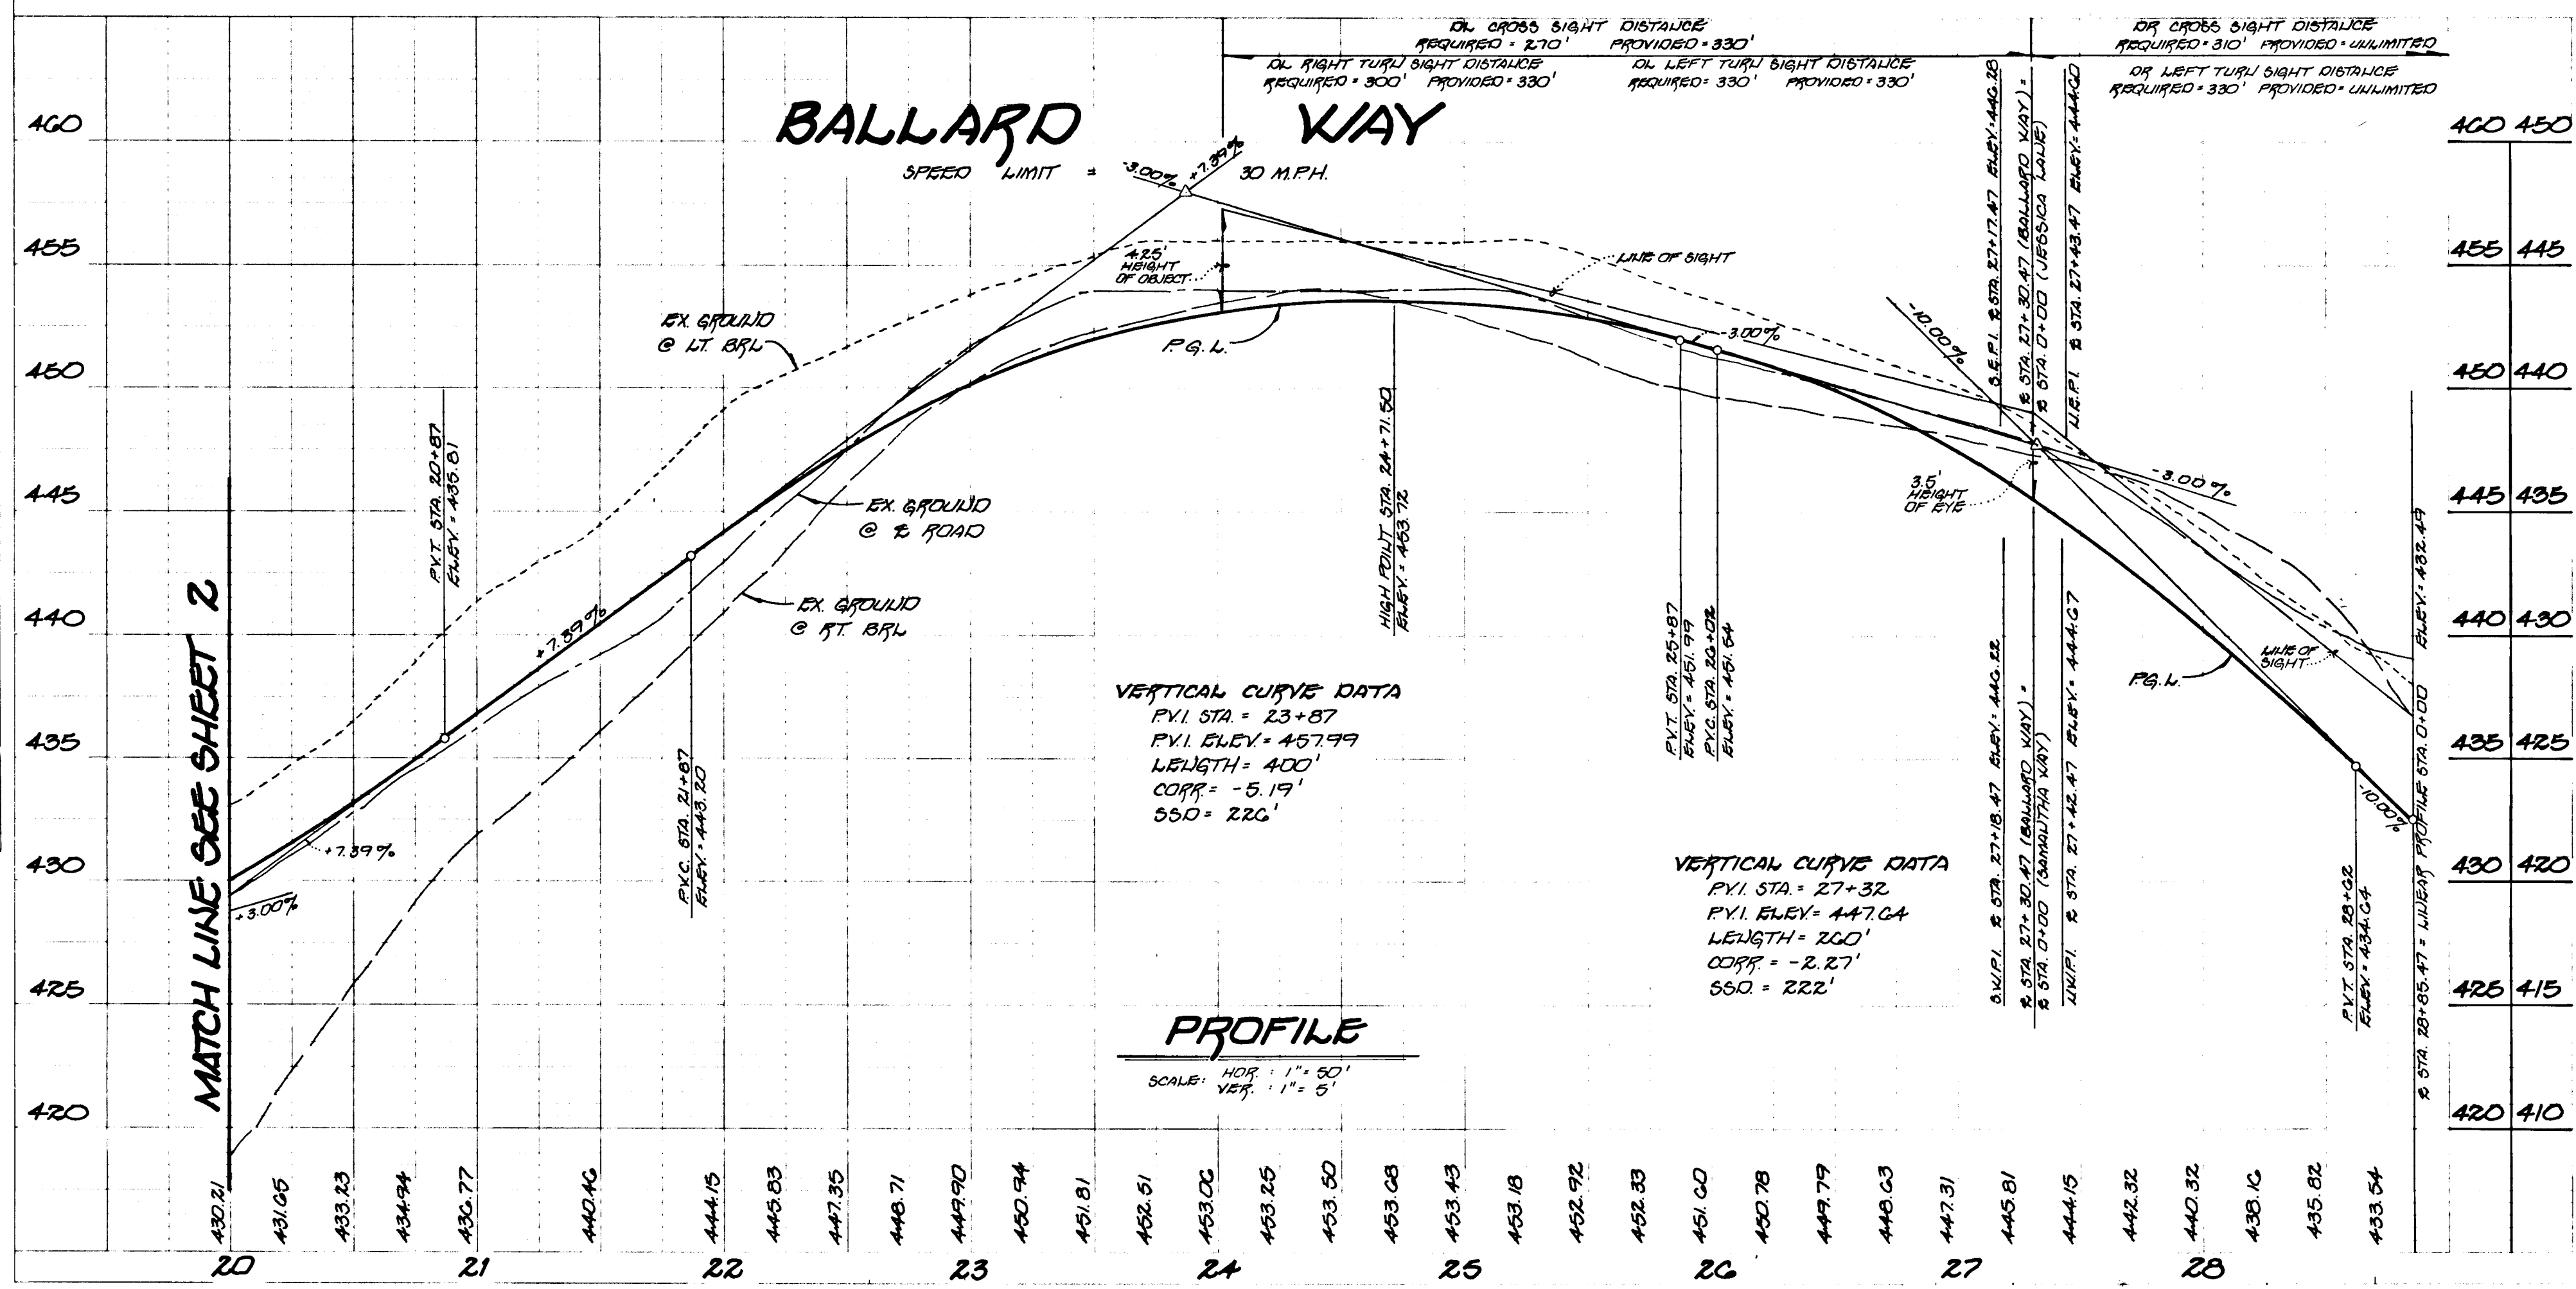 DL CROSS SIGHT DISTANCE
REQUIRED = 270' PROVIDED = 330'
DR CROSS SIGHT DISTANCE
REQUIRED = 310' PROVIDED = UNLIMITED
DL RIGHT TURN SIGHT DISTANCE
REQUIRED = 300' PROVIDED = 330'
DL LEFT TURN SIGHT DISTANCE
REQUIRED = 330' PROVIDED = 330'
DR LEFT TURN SIGHT DISTANCE
REQUIRED = 330' PROVIDED = UNLIMITED
BALLARD WAY
SPEED LIMIT = 30 M.P.H.
-3.00% +7.39%
460
455
450
445
440
435
430
425
420
460 450
455 445
450 440
445 435
440 430
435 425
430 420
425 415
420 410
MATCH LINE SEE SHEET 2
+3.00%
+7.39%
P.V.T. STA. 20+87
ELEV. = 435.81
+7.39%
EX. GROUND
@ LT. BRL
EX. GROUND
@ ℄ ROAD
EX. GROUND
@ RT. BRL
P.V.C. STA. 21+87
ELEV. = 443.20
4.25'
HEIGHT
OF OBJECT
P.G.L.
LINE OF SIGHT
HIGH POINT STA. 24+71.50
ELEV. = 453.72
-3.00%
P.V.T. STA. 25+87
ELEV. = 451.99
P.V.C. STA. 26+02
ELEV. = 451.54
-10.00%
S.E.P.I. ℄ STA. 27+17.47 ELEV. = 446.28
℄ STA. 27+30.47 (BALLARD WAY) =
℄ STA. 0+00 (JESSICA LANE)
N.E.P.I. ℄ STA. 27+43.47 ELEV. = 444.60
3.5'
HEIGHT
OF EYE
-3.00%
S.W.P.I. ℄ STA. 27+18.47 ELEV. = 446.22
℄ STA. 27+30.47 (BALLARD WAY) =
℄ STA. 0+00 (SAMANTHA WAY)
N.W.P.I. ℄ STA. 27+42.47 ELEV. = 444.67
LINE OF
SIGHT
P.G.L.
-10.00%
P.V.T. STA. 28+62
ELEV. = 434.64
℄ STA. 28+85.47 = LINEAR PROFILE STA. 0+00 ELEV. = 432.49
VERTICAL CURVE DATA
P.V.I. STA. = 23+87
P.V.I. ELEV. = 457.99
LENGTH = 400'
CORR. = -5.19'
SSD = 226'
VERTICAL CURVE DATA
P.V.I. STA. = 27+32
P.V.I. ELEV. = 447.64
LENGTH = 260'
CORR. = -2.27'
SSD. = 222'
PROFILE
SCALE: HOR. : 1" = 50'
VER. : 1" = 5'
430.21 431.65 433.23 434.94 436.77 440.46 444.15 445.83 447.35 448.71 449.90 450.94 451.81 452.51 453.06 453.25 453.50 453.68 453.43 453.18 452.92 452.33 451.60 450.78 449.79 448.63 447.31 445.81 444.15 442.32 440.32 438.16 435.82 433.54
20 21 22 23 24 25 26 27 28